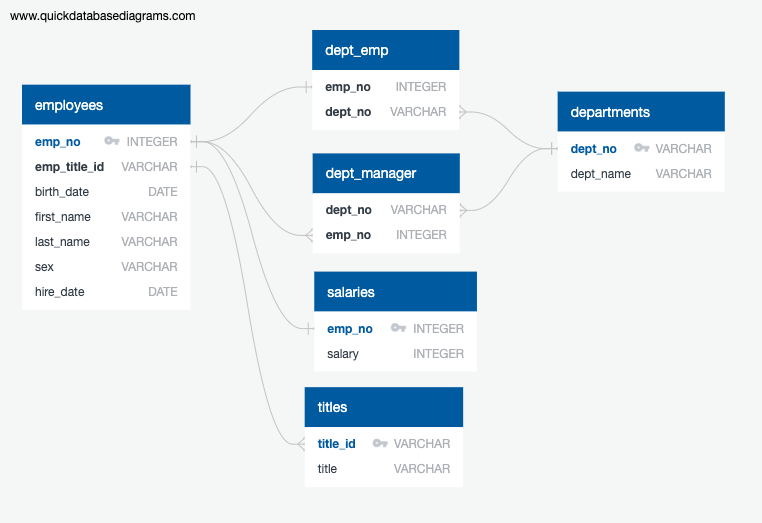 www.quickdatabasediagrams.com
employees
emp_no INTEGER
emp_title_id VARCHAR
birth_date DATE
first_name VARCHAR
last_name VARCHAR
sex VARCHAR
hire_date DATE
dept_emp
emp_no INTEGER
dept_no VARCHAR
dept_manager
dept_no VARCHAR
emp_no INTEGER
salaries
emp_no INTEGER
salary INTEGER
titles
title_id VARCHAR
title VARCHAR
departments
dept_no VARCHAR
dept_name VARCHAR